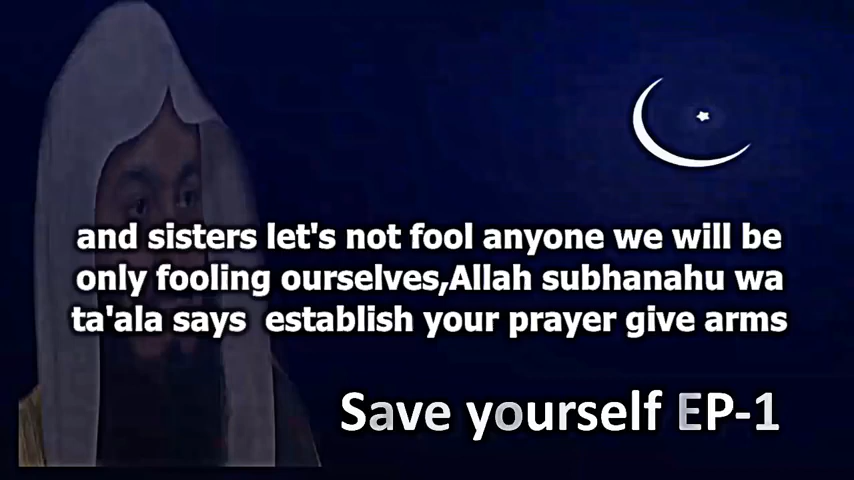 and sisters let's not fool anyone we will be
only fooling ourselves,Allah subhanahu wa
ta'ala says establish your prayer give arms
Save yourself EP-1